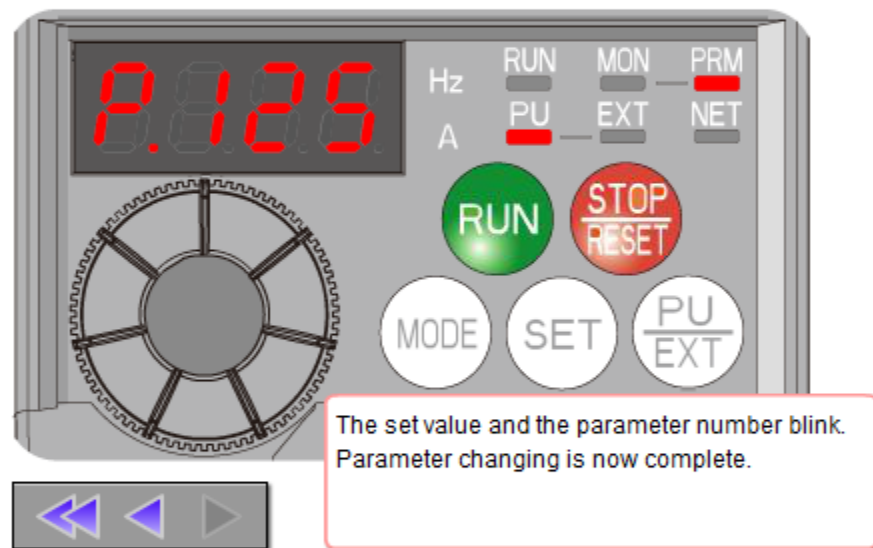 P.125
Hz
RUN MON PRM
A
PU EXT NET
RUN
STOP
RESET
MODE
SET
PU
EXT
The set value and the parameter number blink.
Parameter changing is now complete.